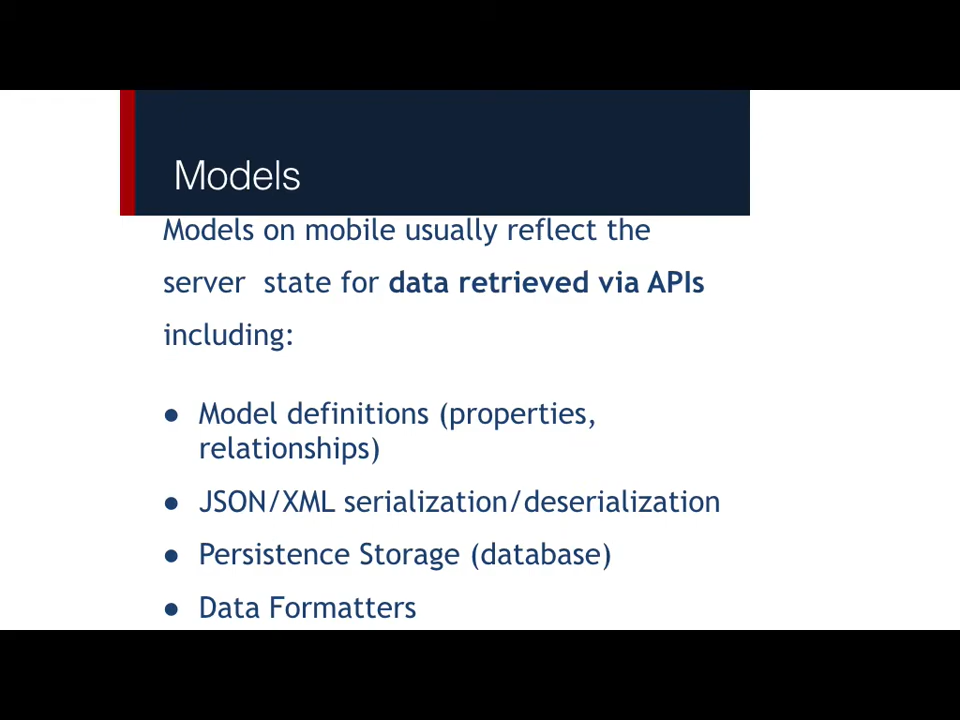 Models
Models on mobile usually reflect the
server  state for data retrieved via APIs
including:
● Model definitions (properties,
relationships)
● JSON/XML serialization/deserialization
● Persistence Storage (database)
● Data Formatters